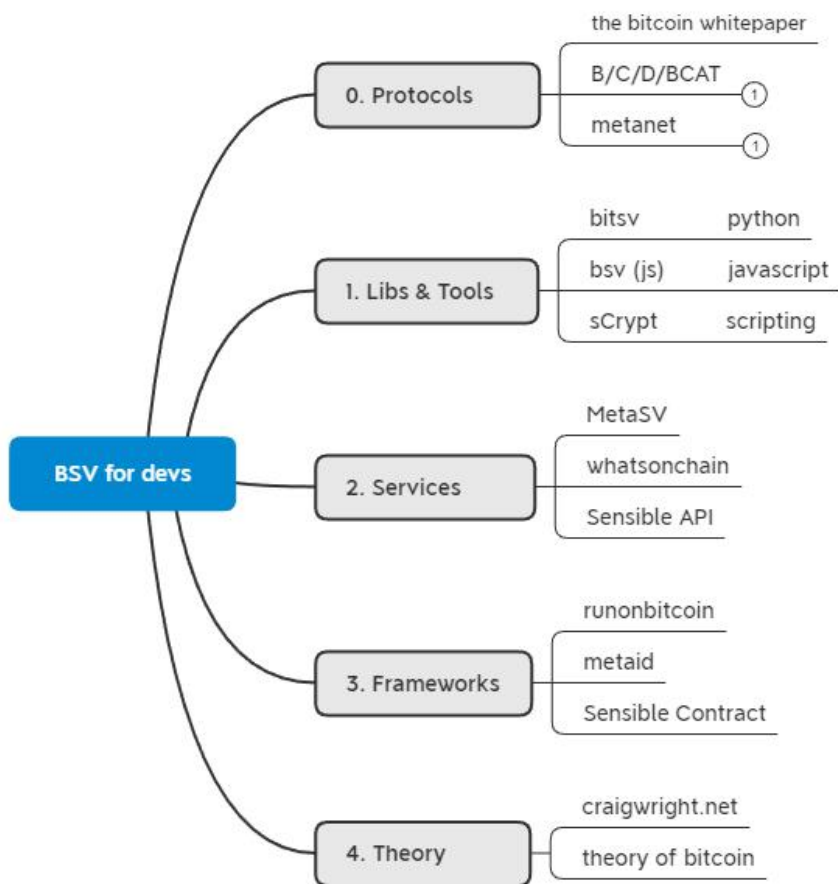 BSV for devs
0. Protocols
the bitcoin whitepaper
B/C/D/BCAT
1
metanet
1
1. Libs & Tools
bitsv python
bsv (js) javascript
sCrypt scripting
2. Services
MetaSV
whatsonchain
Sensible API
3. Frameworks
runonbitcoin
metaid
Sensible Contract
4. Theory
craigwright.net
theory of bitcoin